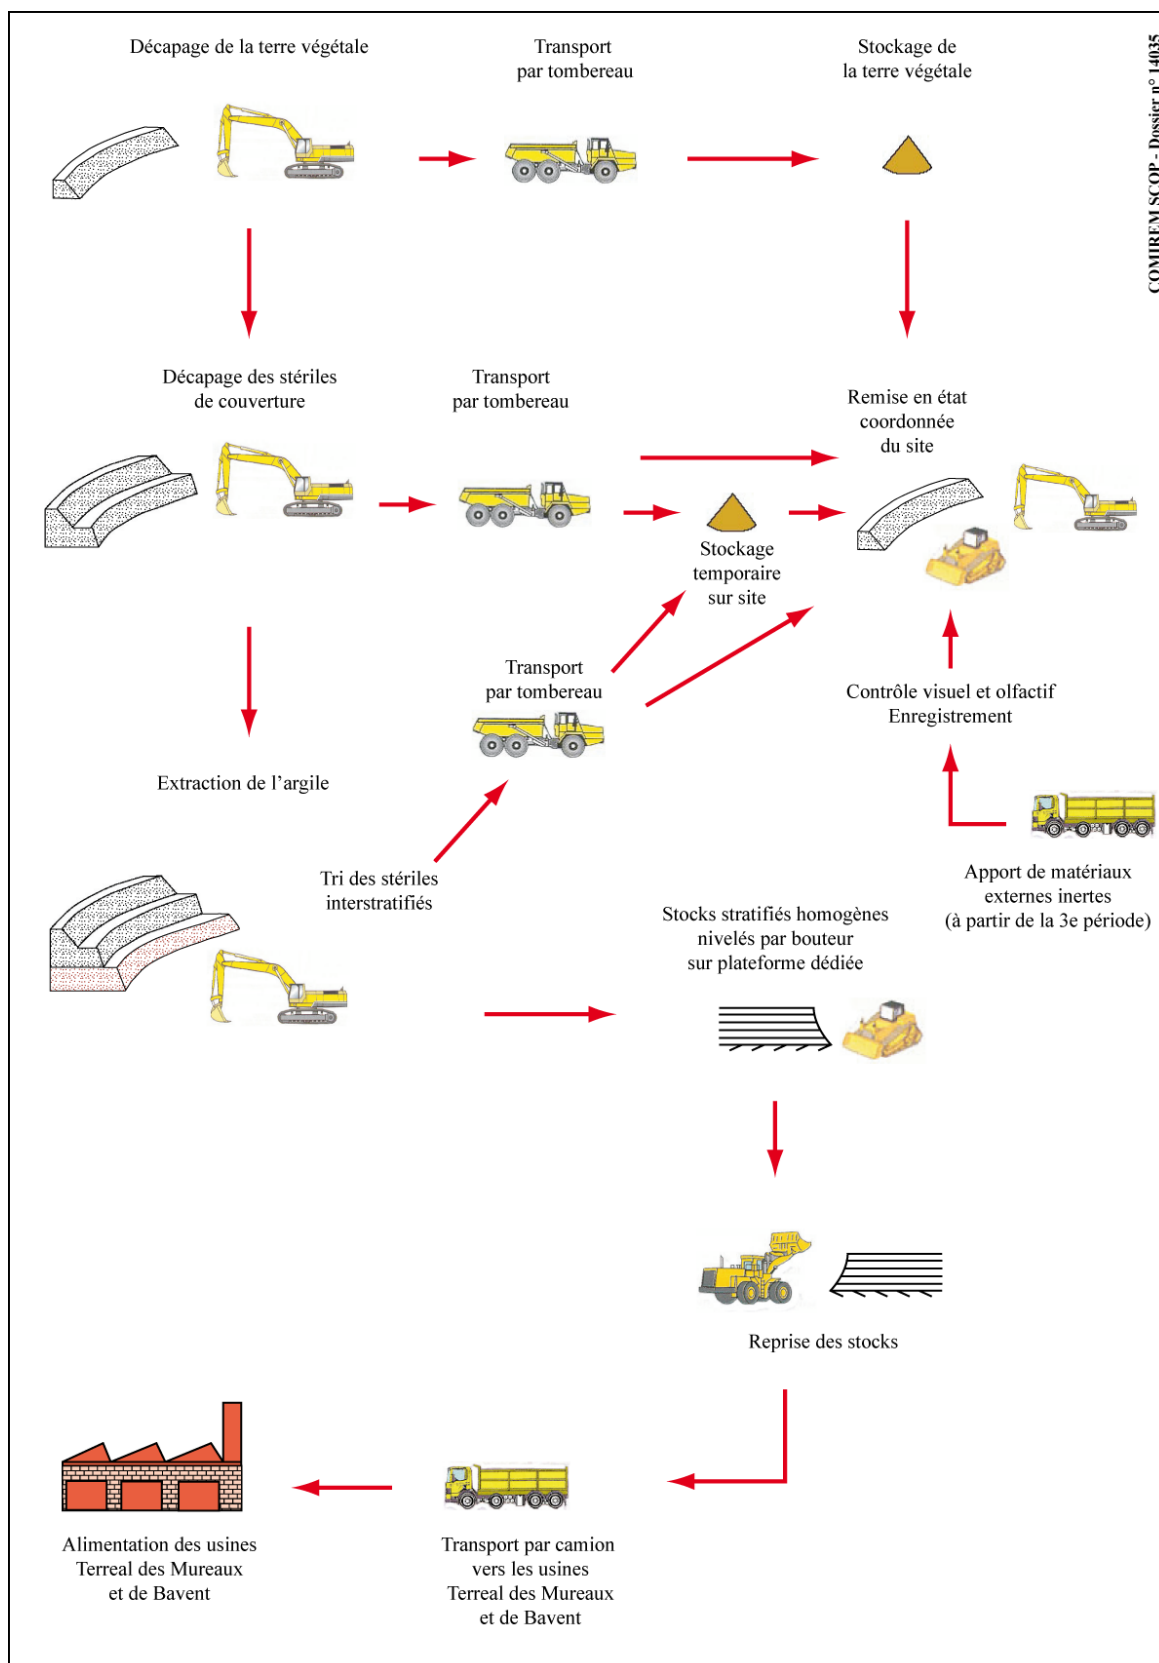 Décapage de la terre végétale
Transport
par tombereau
Stockage de
la terre végétale
COMIREM SCOP - Dossier n° 14035
Décapage des stériles
de couverture
Transport
par tombereau
Remise en état
coordonnée
du site
Stockage
temporaire
sur site
Transport
par tombereau
Contrôle visuel et olfactif
Enregistrement
Extraction de l'argile
Tri des stériles
interstratifiés
Apport de matériaux
externes inertes
(à partir de la 3e période)
Stocks stratifiés homogènes
nivelés par bouteur
sur plateforme dédiée
Reprise des stocks
Alimentation des usines
Terreal des Mureaux
et de Bavent
Transport par camion
vers les usines
Terreal des Mureaux
et de Bavent